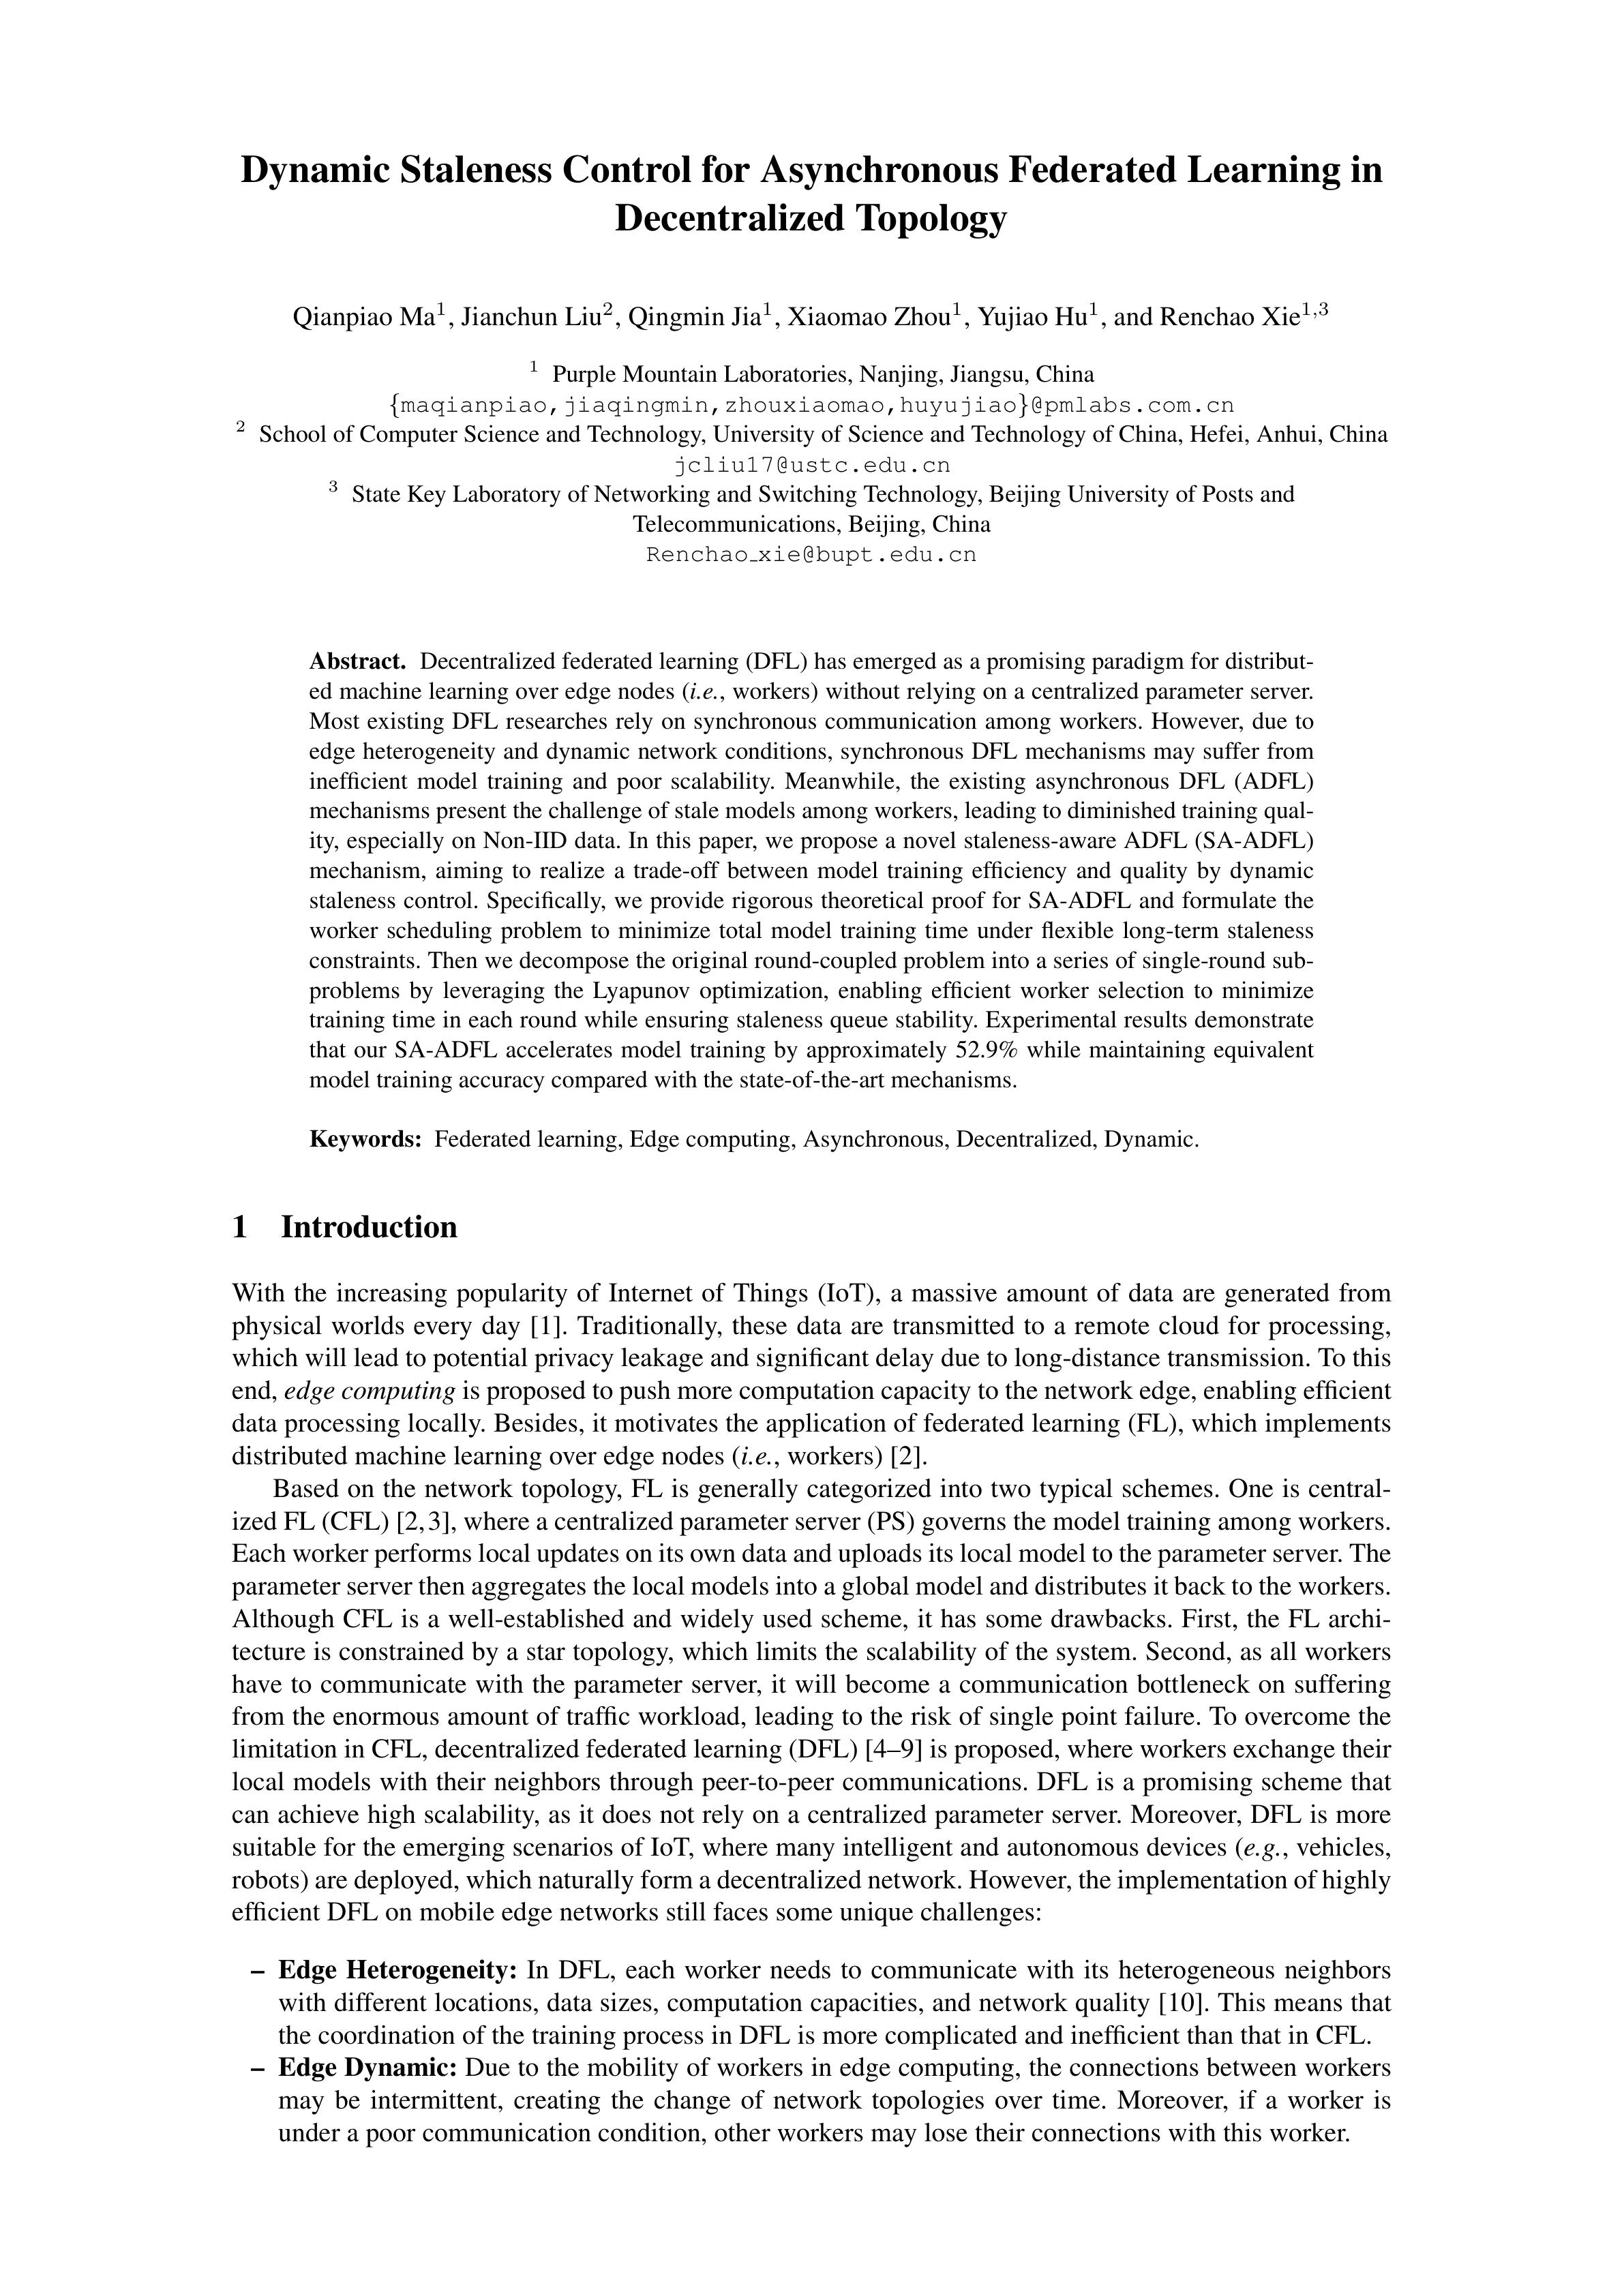 Dynamic Staleness Control for Asynchronous Federated Learning in
Decentralized Topology
Qianpiao Ma1, Jianchun Liu2, Qingmin Jia1, Xiaomao Zhou1, Yujiao Hu1, and Renchao Xie1,3
1 Purple Mountain Laboratories, Nanjing, Jiangsu, China
{maqianpiao,jiaqingmin,zhouxiaomao,huyujiao}@pmlabs.com.cn
2 School of Computer Science and Technology, University of Science and Technology of China, Hefei, Anhui, China
jcliu17@ustc.edu.cn
3 State Key Laboratory of Networking and Switching Technology, Beijing University of Posts and
Telecommunications, Beijing, China
Renchao_xie@bupt.edu.cn
Abstract. Decentralized federated learning (DFL) has emerged as a promising paradigm for distribut-
ed machine learning over edge nodes (i.e., workers) without relying on a centralized parameter server.
Most existing DFL researches rely on synchronous communication among workers. However, due to
edge heterogeneity and dynamic network conditions, synchronous DFL mechanisms may suffer from
inefficient model training and poor scalability. Meanwhile, the existing asynchronous DFL (ADFL)
mechanisms present the challenge of stale models among workers, leading to diminished training qual-
ity, especially on Non-IID data. In this paper, we propose a novel staleness-aware ADFL (SA-ADFL)
mechanism, aiming to realize a trade-off between model training efficiency and quality by dynamic
staleness control. Specifically, we provide rigorous theoretical proof for SA-ADFL and formulate the
worker scheduling problem to minimize total model training time under flexible long-term staleness
constraints. Then we decompose the original round-coupled problem into a series of single-round sub-
problems by leveraging the Lyapunov optimization, enabling efficient worker selection to minimize
training time in each round while ensuring staleness queue stability. Experimental results demonstrate
that our SA-ADFL accelerates model training by approximately 52.9% while maintaining equivalent
model training accuracy compared with the state-of-the-art mechanisms.
Keywords: Federated learning, Edge computing, Asynchronous, Decentralized, Dynamic.
1 Introduction
With the increasing popularity of Internet of Things (IoT), a massive amount of data are generated from
physical worlds every day [1]. Traditionally, these data are transmitted to a remote cloud for processing,
which will lead to potential privacy leakage and significant delay due to long-distance transmission. To this
end, edge computing is proposed to push more computation capacity to the network edge, enabling efficient
data processing locally. Besides, it motivates the application of federated learning (FL), which implements
distributed machine learning over edge nodes (i.e., workers) [2].
Based on the network topology, FL is generally categorized into two typical schemes. One is central-
ized FL (CFL) [2,3], where a centralized parameter server (PS) governs the model training among workers.
Each worker performs local updates on its own data and uploads its local model to the parameter server. The
parameter server then aggregates the local models into a global model and distributes it back to the workers.
Although CFL is a well-established and widely used scheme, it has some drawbacks. First, the FL archi-
tecture is constrained by a star topology, which limits the scalability of the system. Second, as all workers
have to communicate with the parameter server, it will become a communication bottleneck on suffering
from the enormous amount of traffic workload, leading to the risk of single point failure. To overcome the
limitation in CFL, decentralized federated learning (DFL) [4–9] is proposed, where workers exchange their
local models with their neighbors through peer-to-peer communications. DFL is a promising scheme that
can achieve high scalability, as it does not rely on a centralized parameter server. Moreover, DFL is more
suitable for the emerging scenarios of IoT, where many intelligent and autonomous devices (e.g., vehicles,
robots) are deployed, which naturally form a decentralized network. However, the implementation of highly
efficient DFL on mobile edge networks still faces some unique challenges:
– Edge Heterogeneity: In DFL, each worker needs to communicate with its heterogeneous neighbors
with different locations, data sizes, computation capacities, and network quality [10]. This means that
the coordination of the training process in DFL is more complicated and inefficient than that in CFL.
– Edge Dynamic: Due to the mobility of workers in edge computing, the connections between workers
may be intermittent, creating the change of network topologies over time. Moreover, if a worker is
under a poor communication condition, other workers may lose their connections with this worker.